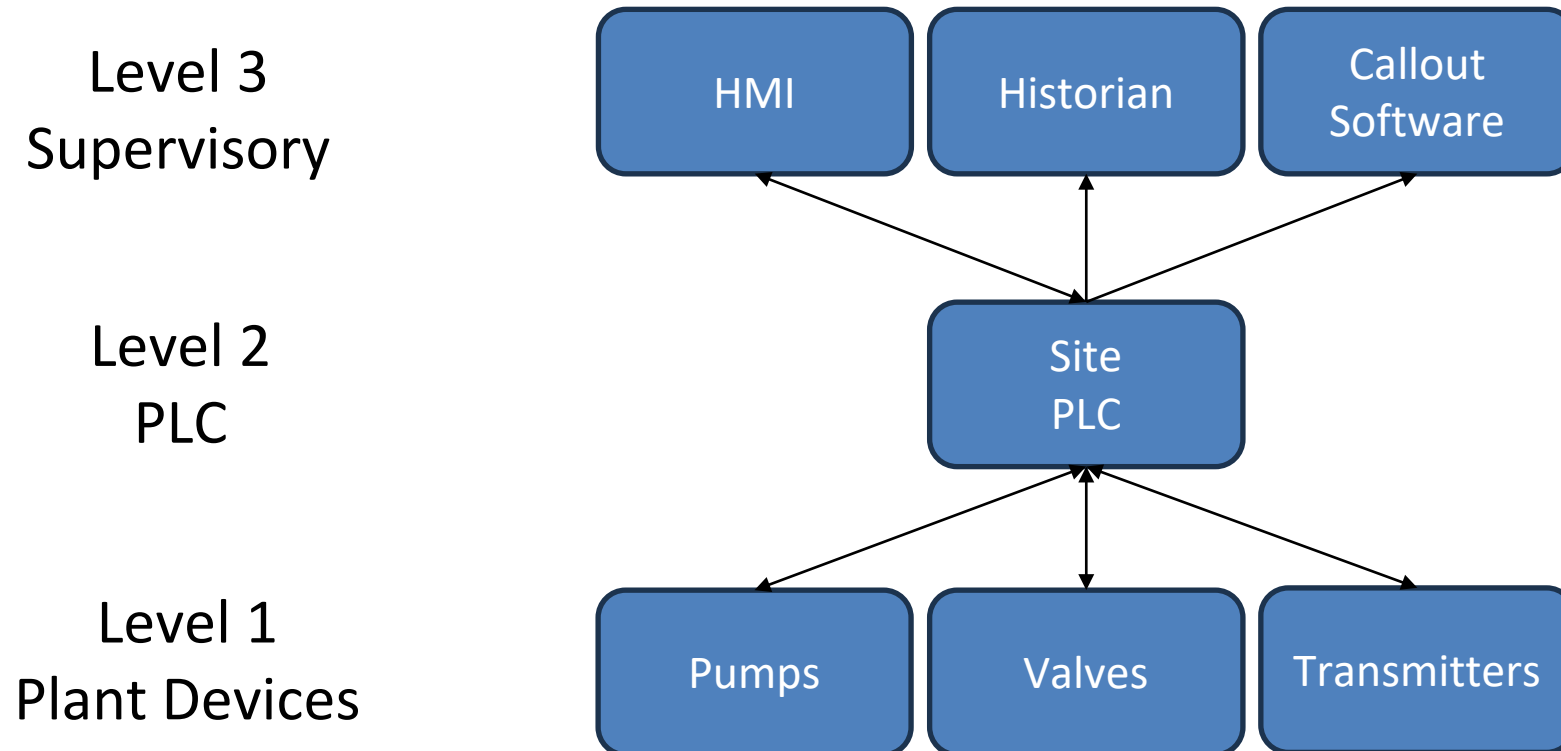 Level 3
Supervisory
HMI
Historian
Callout
Software
Level 2
PLC
Site
PLC
Level 1
Plant Devices
Pumps
Valves
Transmitters